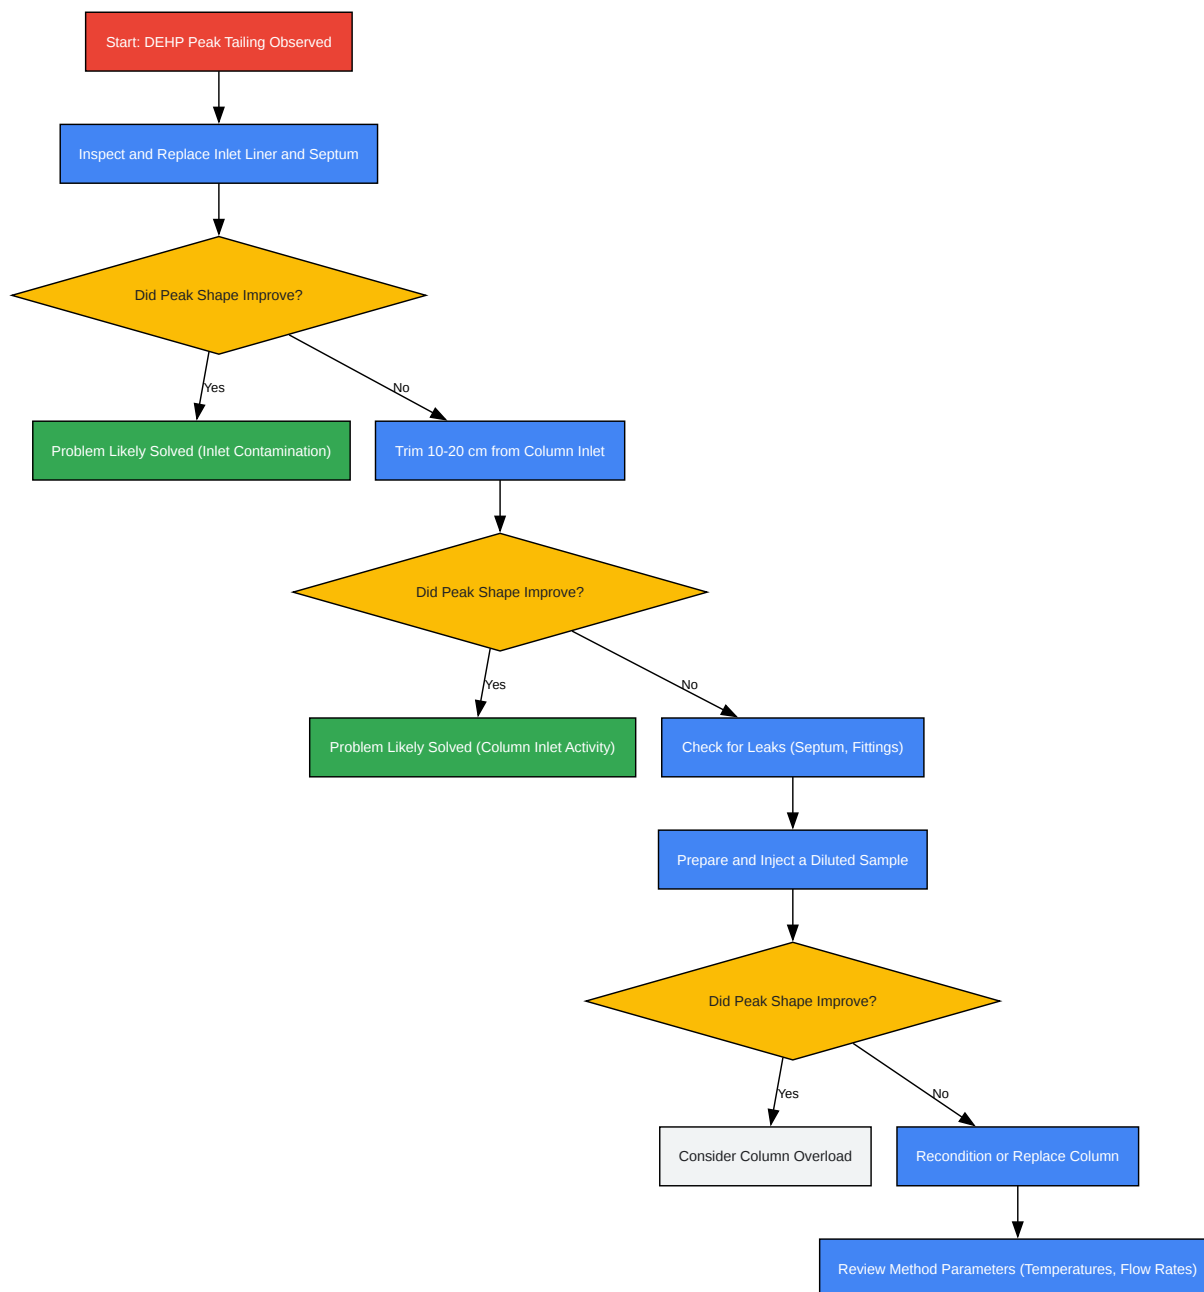 Start: DEHP Peak Tailing Observed
Inspect and Replace Inlet Liner and Septum
Did Peak Shape Improve?
Yes
No
Problem Likely Solved (Inlet Contamination)
Trim 10-20 cm from Column Inlet
Did Peak Shape Improve?
Yes
No
Problem Likely Solved (Column Inlet Activity)
Check for Leaks (Septum, Fittings)
Prepare and Inject a Diluted Sample
Did Peak Shape Improve?
Yes
No
Consider Column Overload
Recondition or Replace Column
Review Method Parameters (Temperatures, Flow Rates)